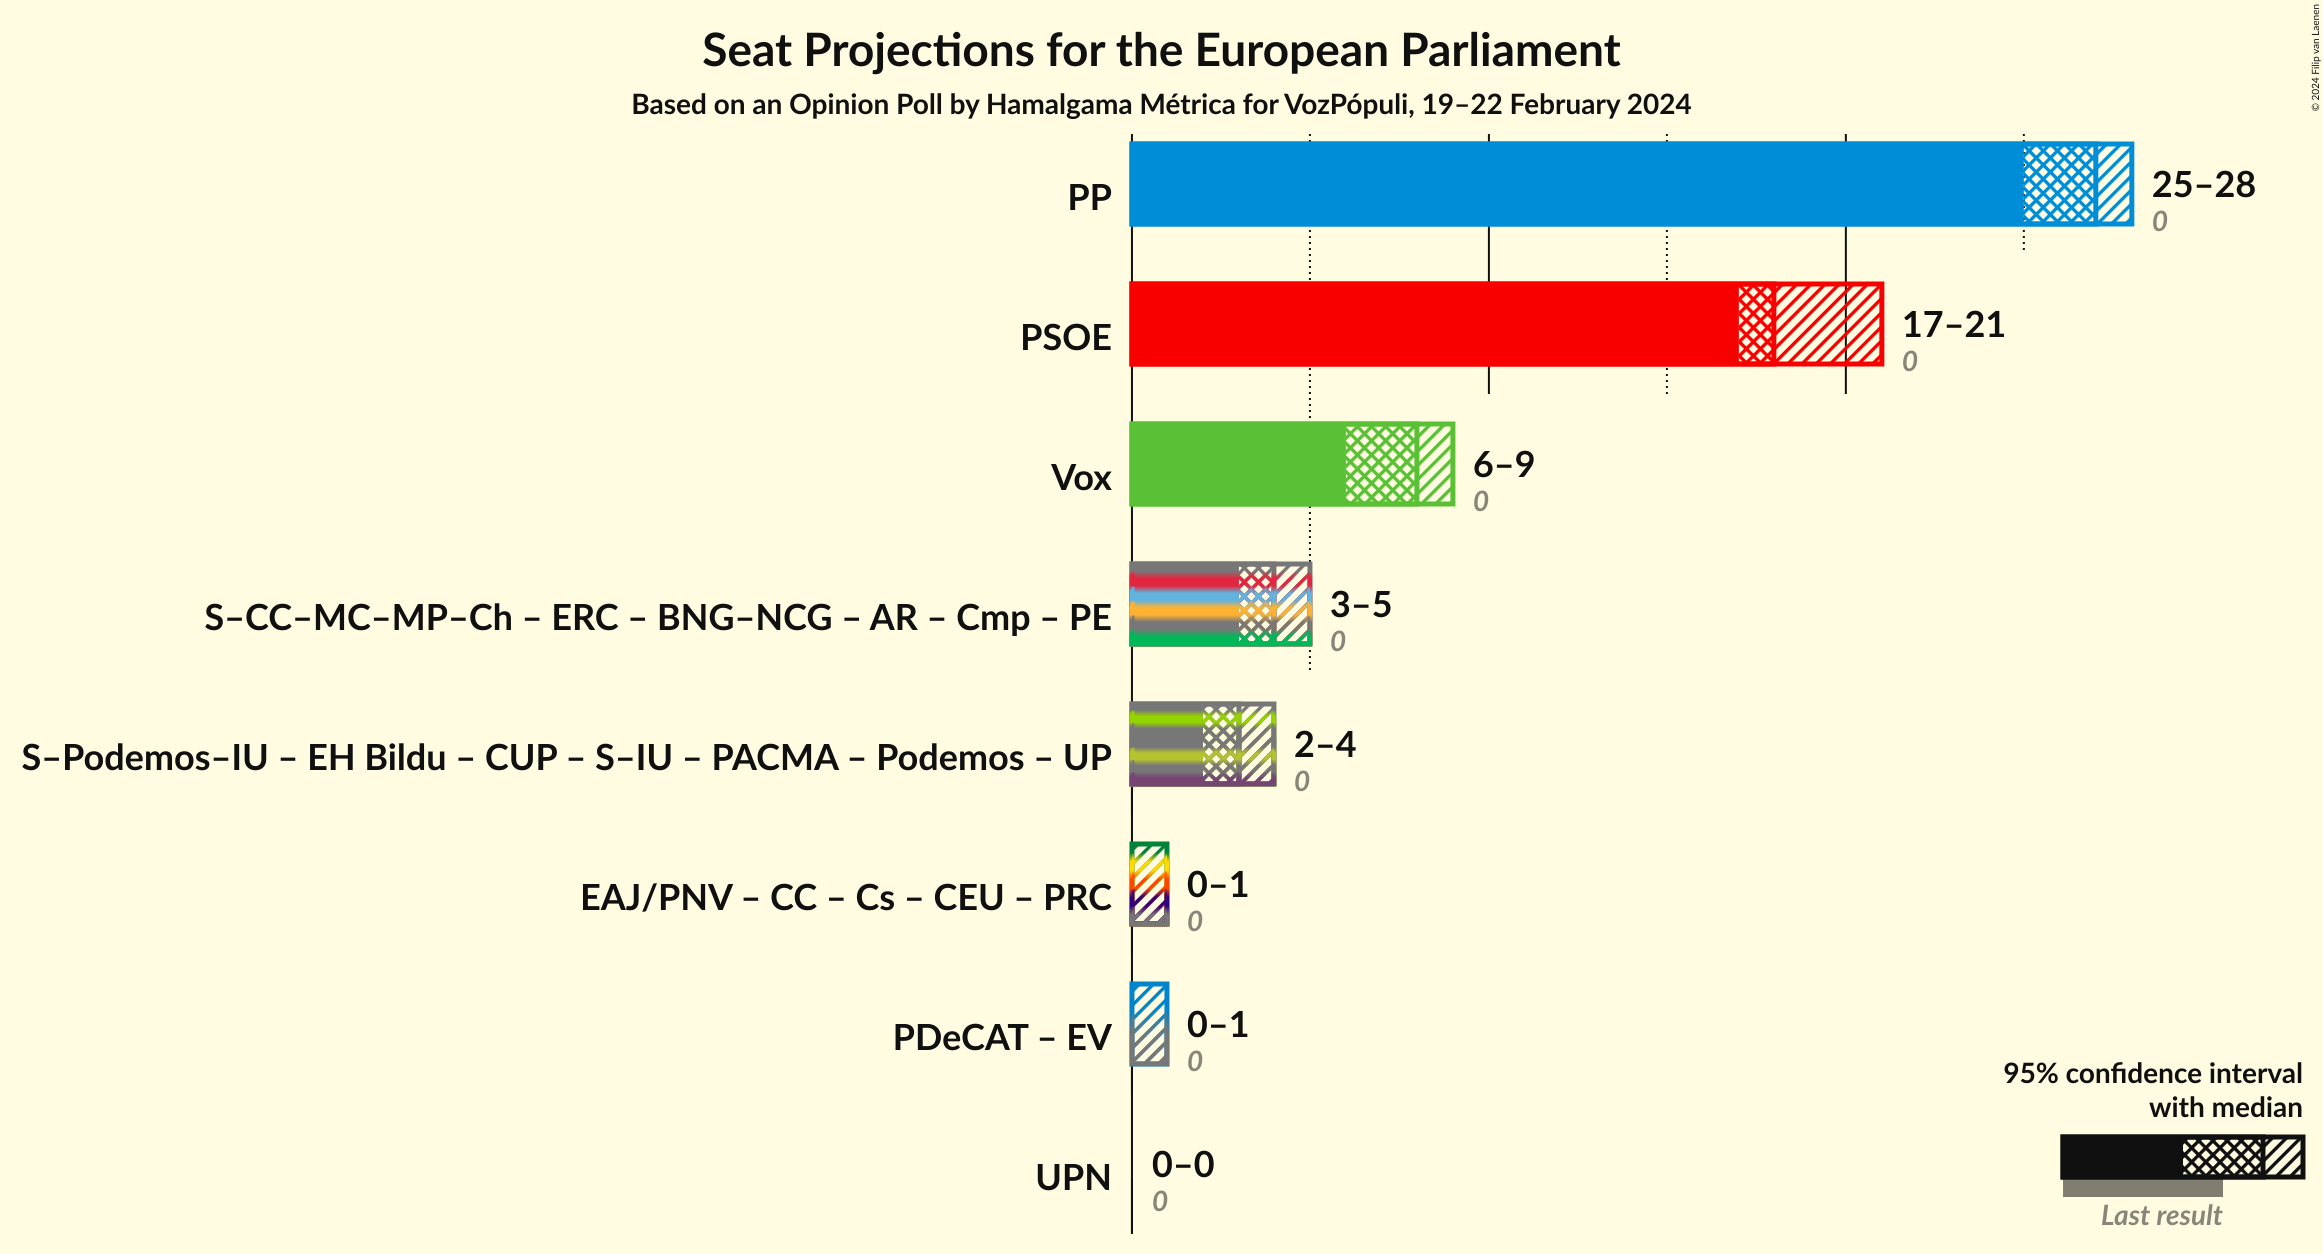 Seat Projections for the European Parliament
Based on an Opinion Poll by Hamalgama Métrica for VozPópuli, 19–22 February 2024
© 2024 Filip van Laenen
PP
25–28
0
PSOE
17–21
0
Vox
6–9
0
S–CC–MC–MP–Ch – ERC – BNG–NCG – AR – Cmp – PE
3–5
0
S–Podemos–IU – EH Bildu – CUP – S–IU – PACMA – Podemos – UP
2–4
0
EAJ/PNV – CC – Cs – CEU – PRC
0–1
0
PDeCAT – EV
0–1
0
UPN
0–0
0
95% confidence interval
with median
Last result